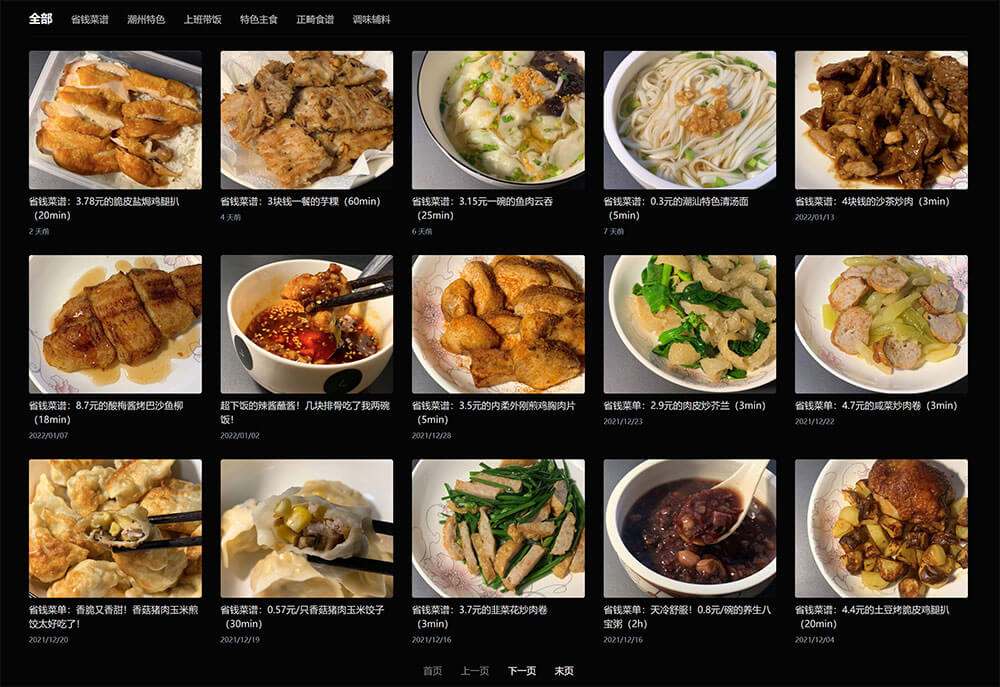 全部 省钱菜谱 潮州特色 上班带饭 特色主食 正畸食谱 调味辅料
省钱菜谱：3.78元的脆皮盐焗鸡腿扒
（20min）
2 天前
省钱菜谱：3块钱一餐的芋粿（60min）
4 天前
省钱菜谱：3.15元一碗的鱼肉云吞
（25min）
6 天前
省钱菜谱：0.3元的潮汕特色清汤面
（5min）
7 天前
省钱菜谱：4块钱的沙茶炒肉（3min）
2022/01/13
省钱菜谱：8.7元的酸梅酱烤巴沙鱼柳
（18min）
2022/01/07
超下饭的辣酱蘸酱！几块排骨吃了我两碗
饭！
2022/01/02
省钱菜谱：3.5元的内柔外刚煎鸡胸肉片
（5min）
2021/12/28
省钱菜单：2.9元的肉皮炒芥兰（3min）
2021/12/23
省钱菜单：4.7元的咸菜炒肉卷（3min）
2021/12/22
省钱菜单：香脆又香甜！香菇猪肉玉米煎
饺太好吃了！
2021/12/20
省钱菜谱：0.57元/只香菇猪肉玉米饺子
（30min）
2021/12/19
省钱菜谱：3.7元的韭菜花炒肉卷
（3min）
2021/12/16
省钱菜单：天冷舒服！0.8元/碗的养生八
宝粥（2h）
2021/12/16
省钱菜谱：4.4元的土豆烤脆皮鸡腿扒
（20min）
2021/12/04
首页 上一页 下一页 末页